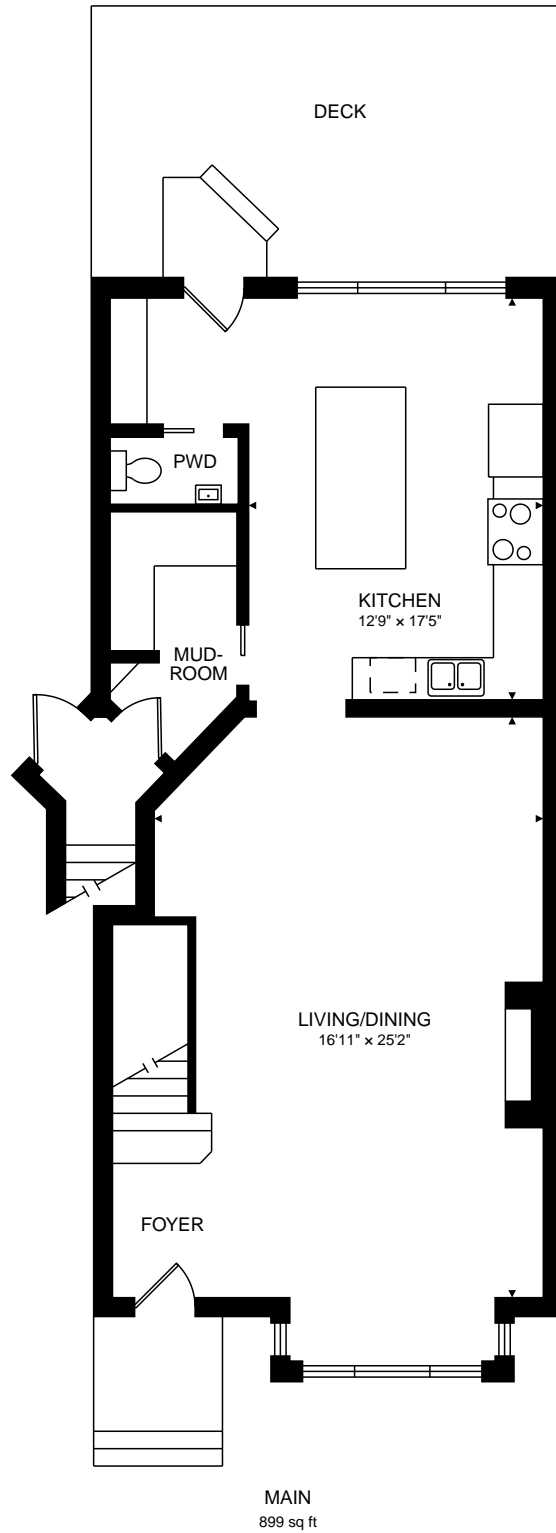 DECK
PWD
KITCHEN
12'9" × 17'5"
MUD-
ROOM
LIVING/DINING
16'11" × 25'2"
FOYER
MAIN
899 sq ft